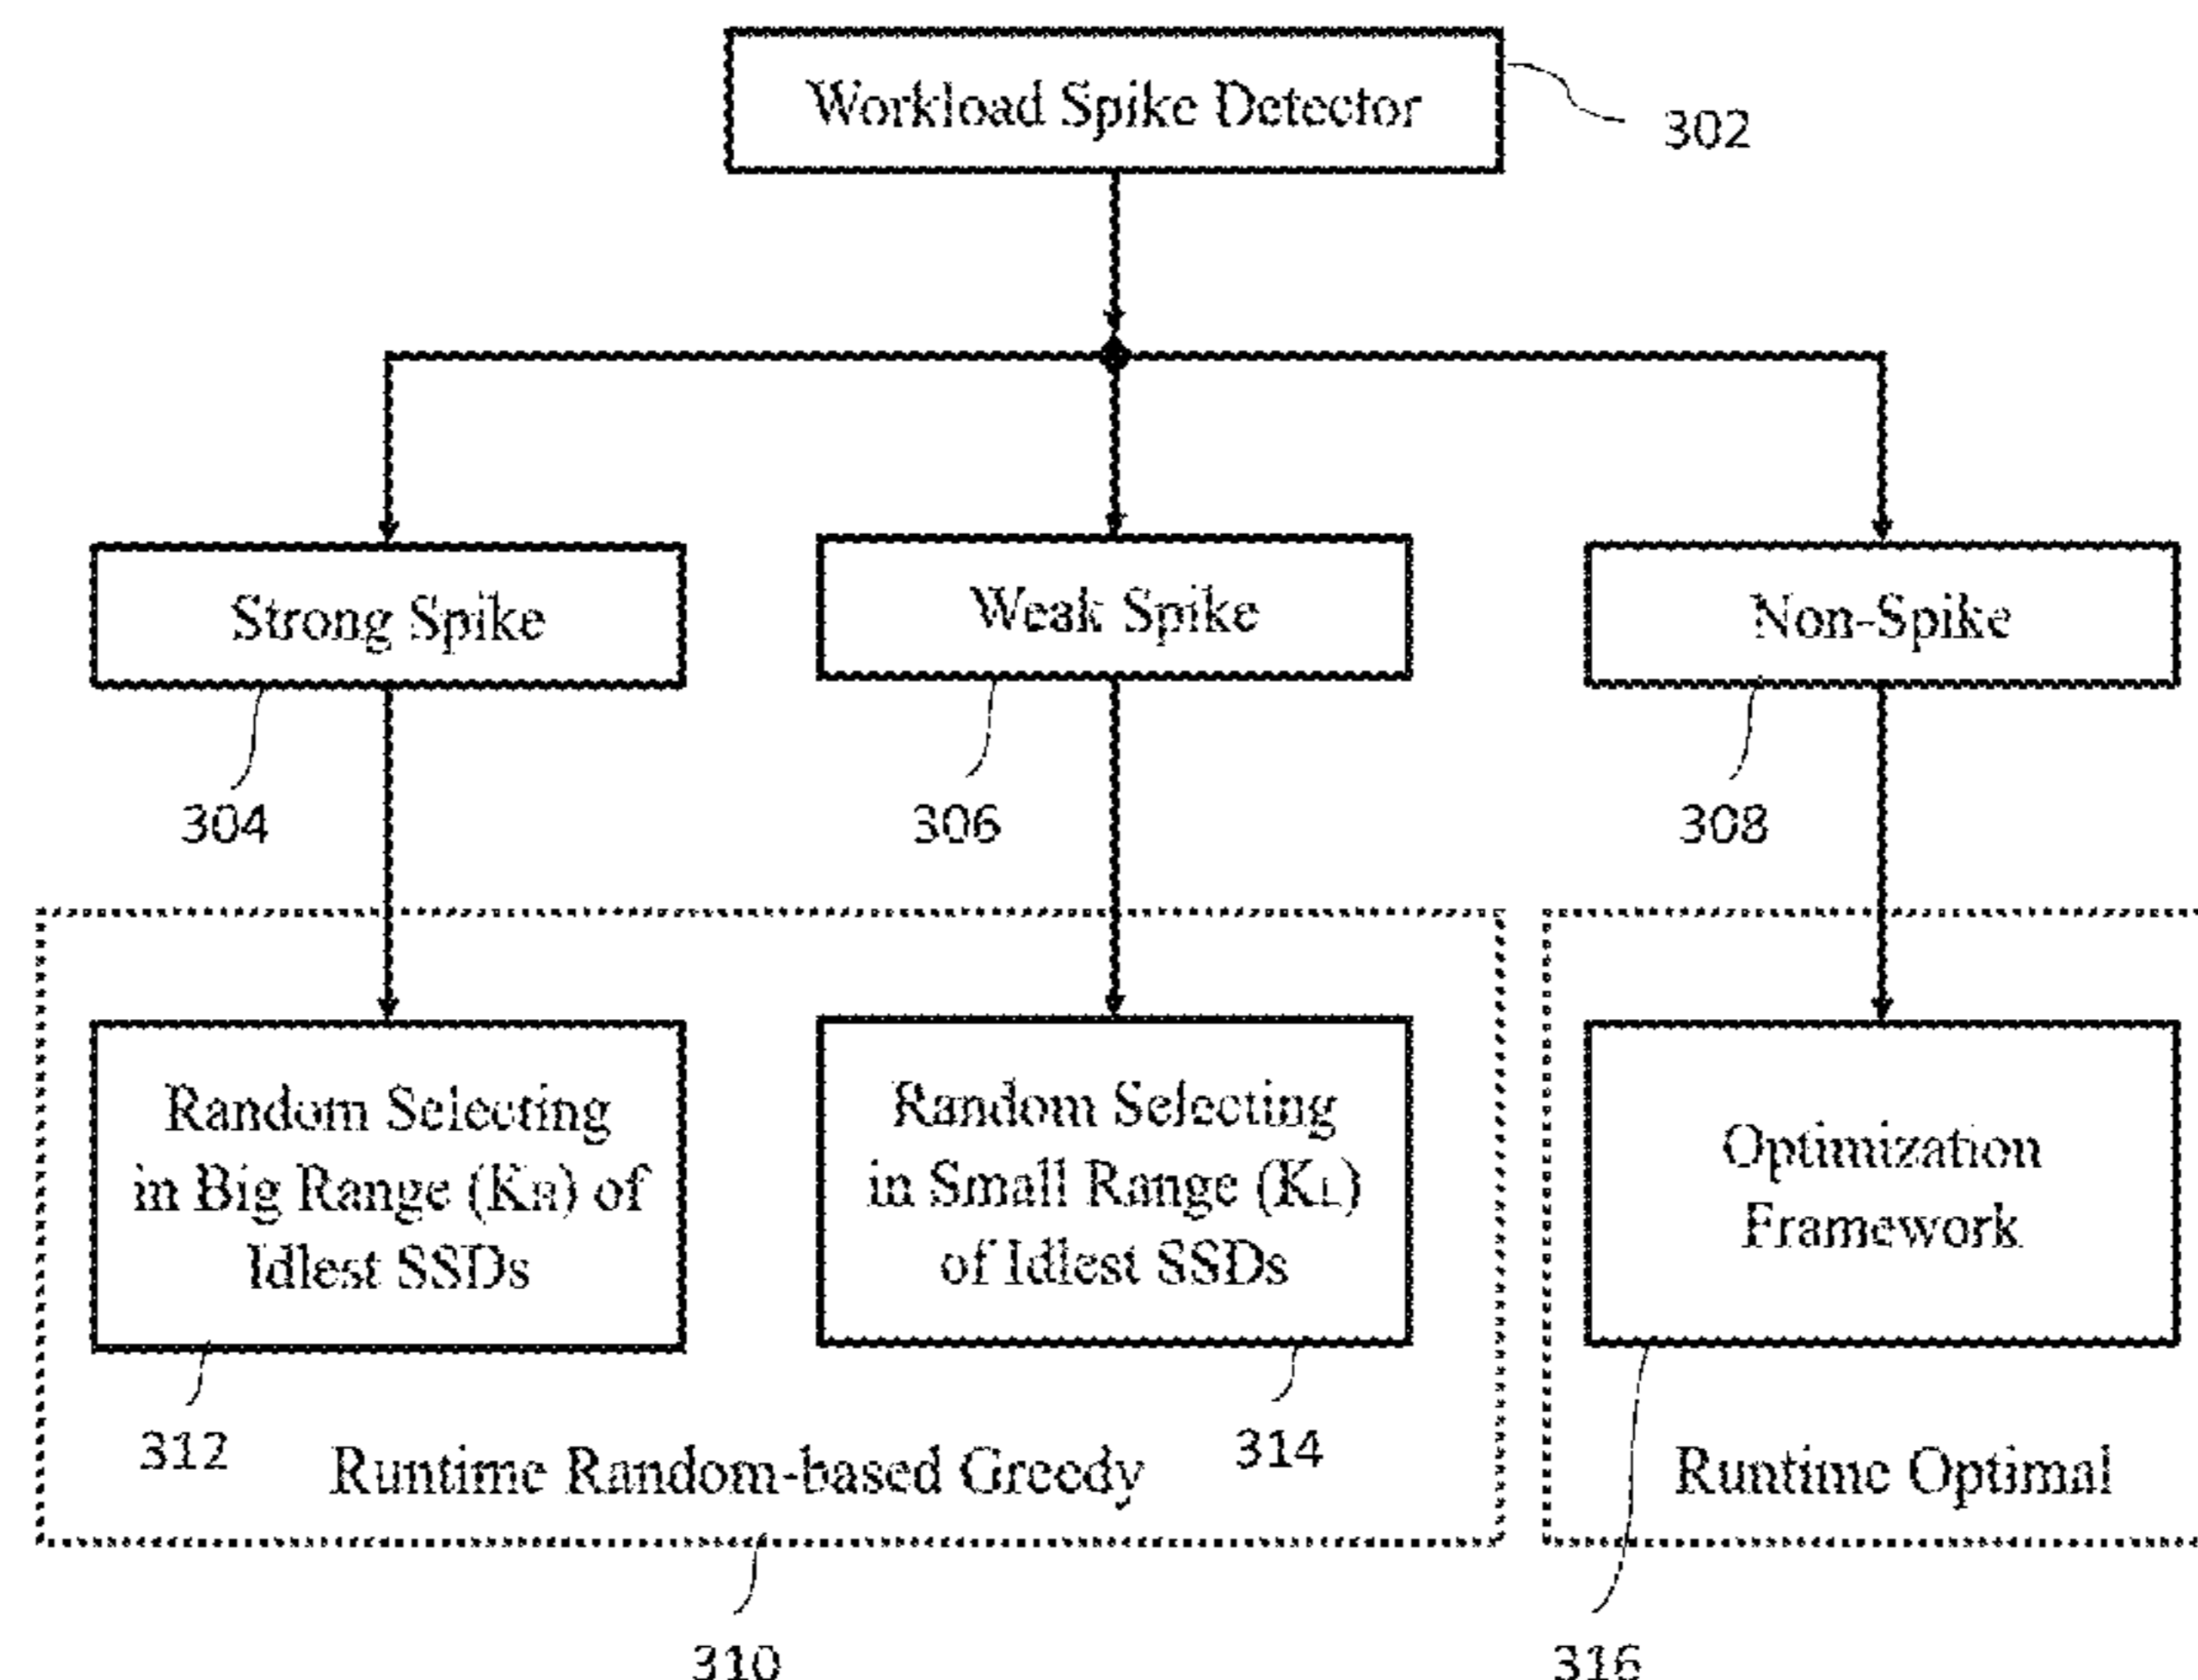 Workload Spike Detector
302
Strong Spike
Weak Spike
Non-Spike
304
306
308
Random Selecting
in Big Range (KR) of
Idlest SSDs
Random Selecting
in Small Range (KL)
of Idlest SSDs
Optimization
Framework
312
314
Runtime Random-based Greedy
Runtime Optimal
310
316